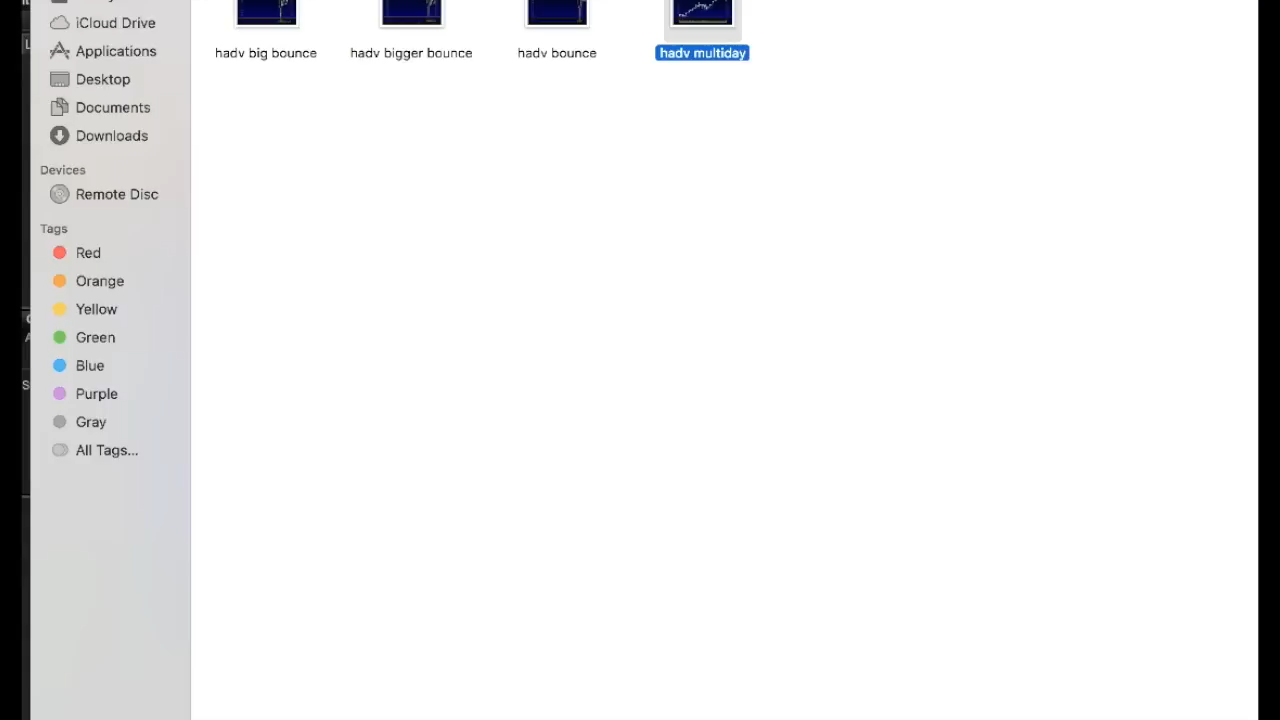 iCloud Drive
Applications
Desktop
Documents
Downloads
Devices
Remote Disc
Tags
Red
Orange
Yellow
Green
Blue
Purple
Gray
All Tags...
hadv big bounce
hadv bigger bounce
hadv bounce
hadv multiday